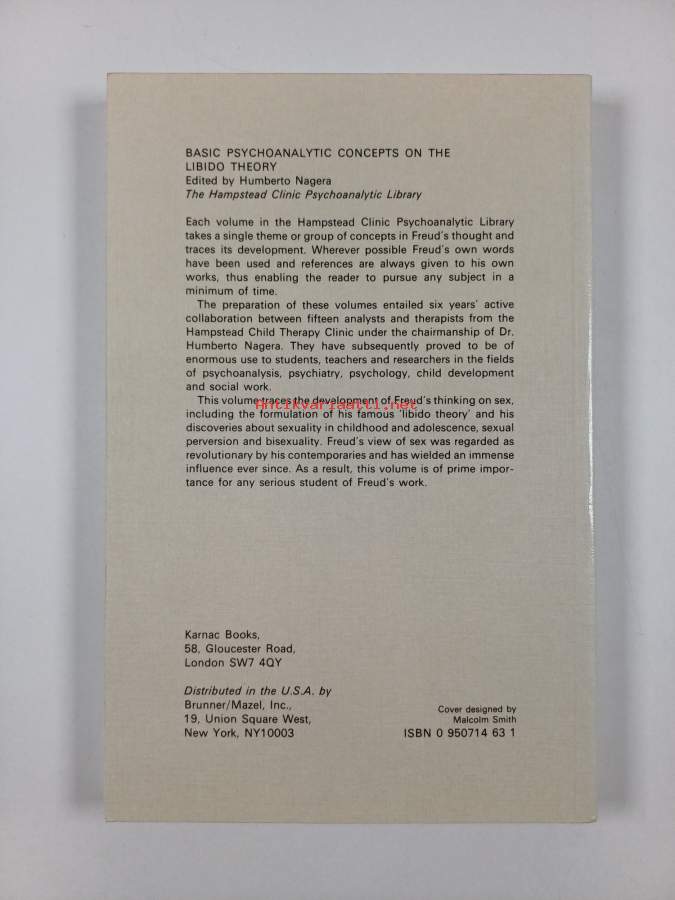 BASIC PSYCHOANALYTIC CONCEPTS ON THE
LIBIDO THEORY
Edited by Humberto Nagera
The Hampstead Clinic Psychoanalytic Library
Each volume in the Hampstead Clinic Psychoanalytic Library
takes a single theme or group of concepts in Freud's thought and
traces its development. Wherever possible Freud's own words
have been used and references are always given to his own
works, thus enabling the reader to pursue any subject in a
minimum of time.
The preparation of these volumes entailed six years' active
collaboration between fifteen analysts and therapists from the
Hampstead Child Therapy Clinic under the chairmanship of Dr.
Humberto Nagera. They have subsequently proved to be of
enormous use to students, teachers and researchers in the fields
of psychoanalysis, psychiatry, psychology, child development
and social work.
This volume traces the development of Freud's thinking on sex,
Antikvariaatti.net
including the formulation of his famous 'libido theory' and his
discoveries about sexuality in childhood and adolescence, sexual
perversion and bisexuality. Freud's view of sex was regarded as
revolutionary by his contemporaries and has wielded an immense
influence ever since. As a result, this volume is of prime impor-
tance for any serious student of Freud's work.
Karnac Books,
58, Gloucester Road,
London SW7 4QY
Distributed in the U.S.A. by
Brunner/Mazel, Inc.,
19, Union Square West,
New York, NY10003
Cover designed by
Malcolm Smith
ISBN 0 950714 63 1